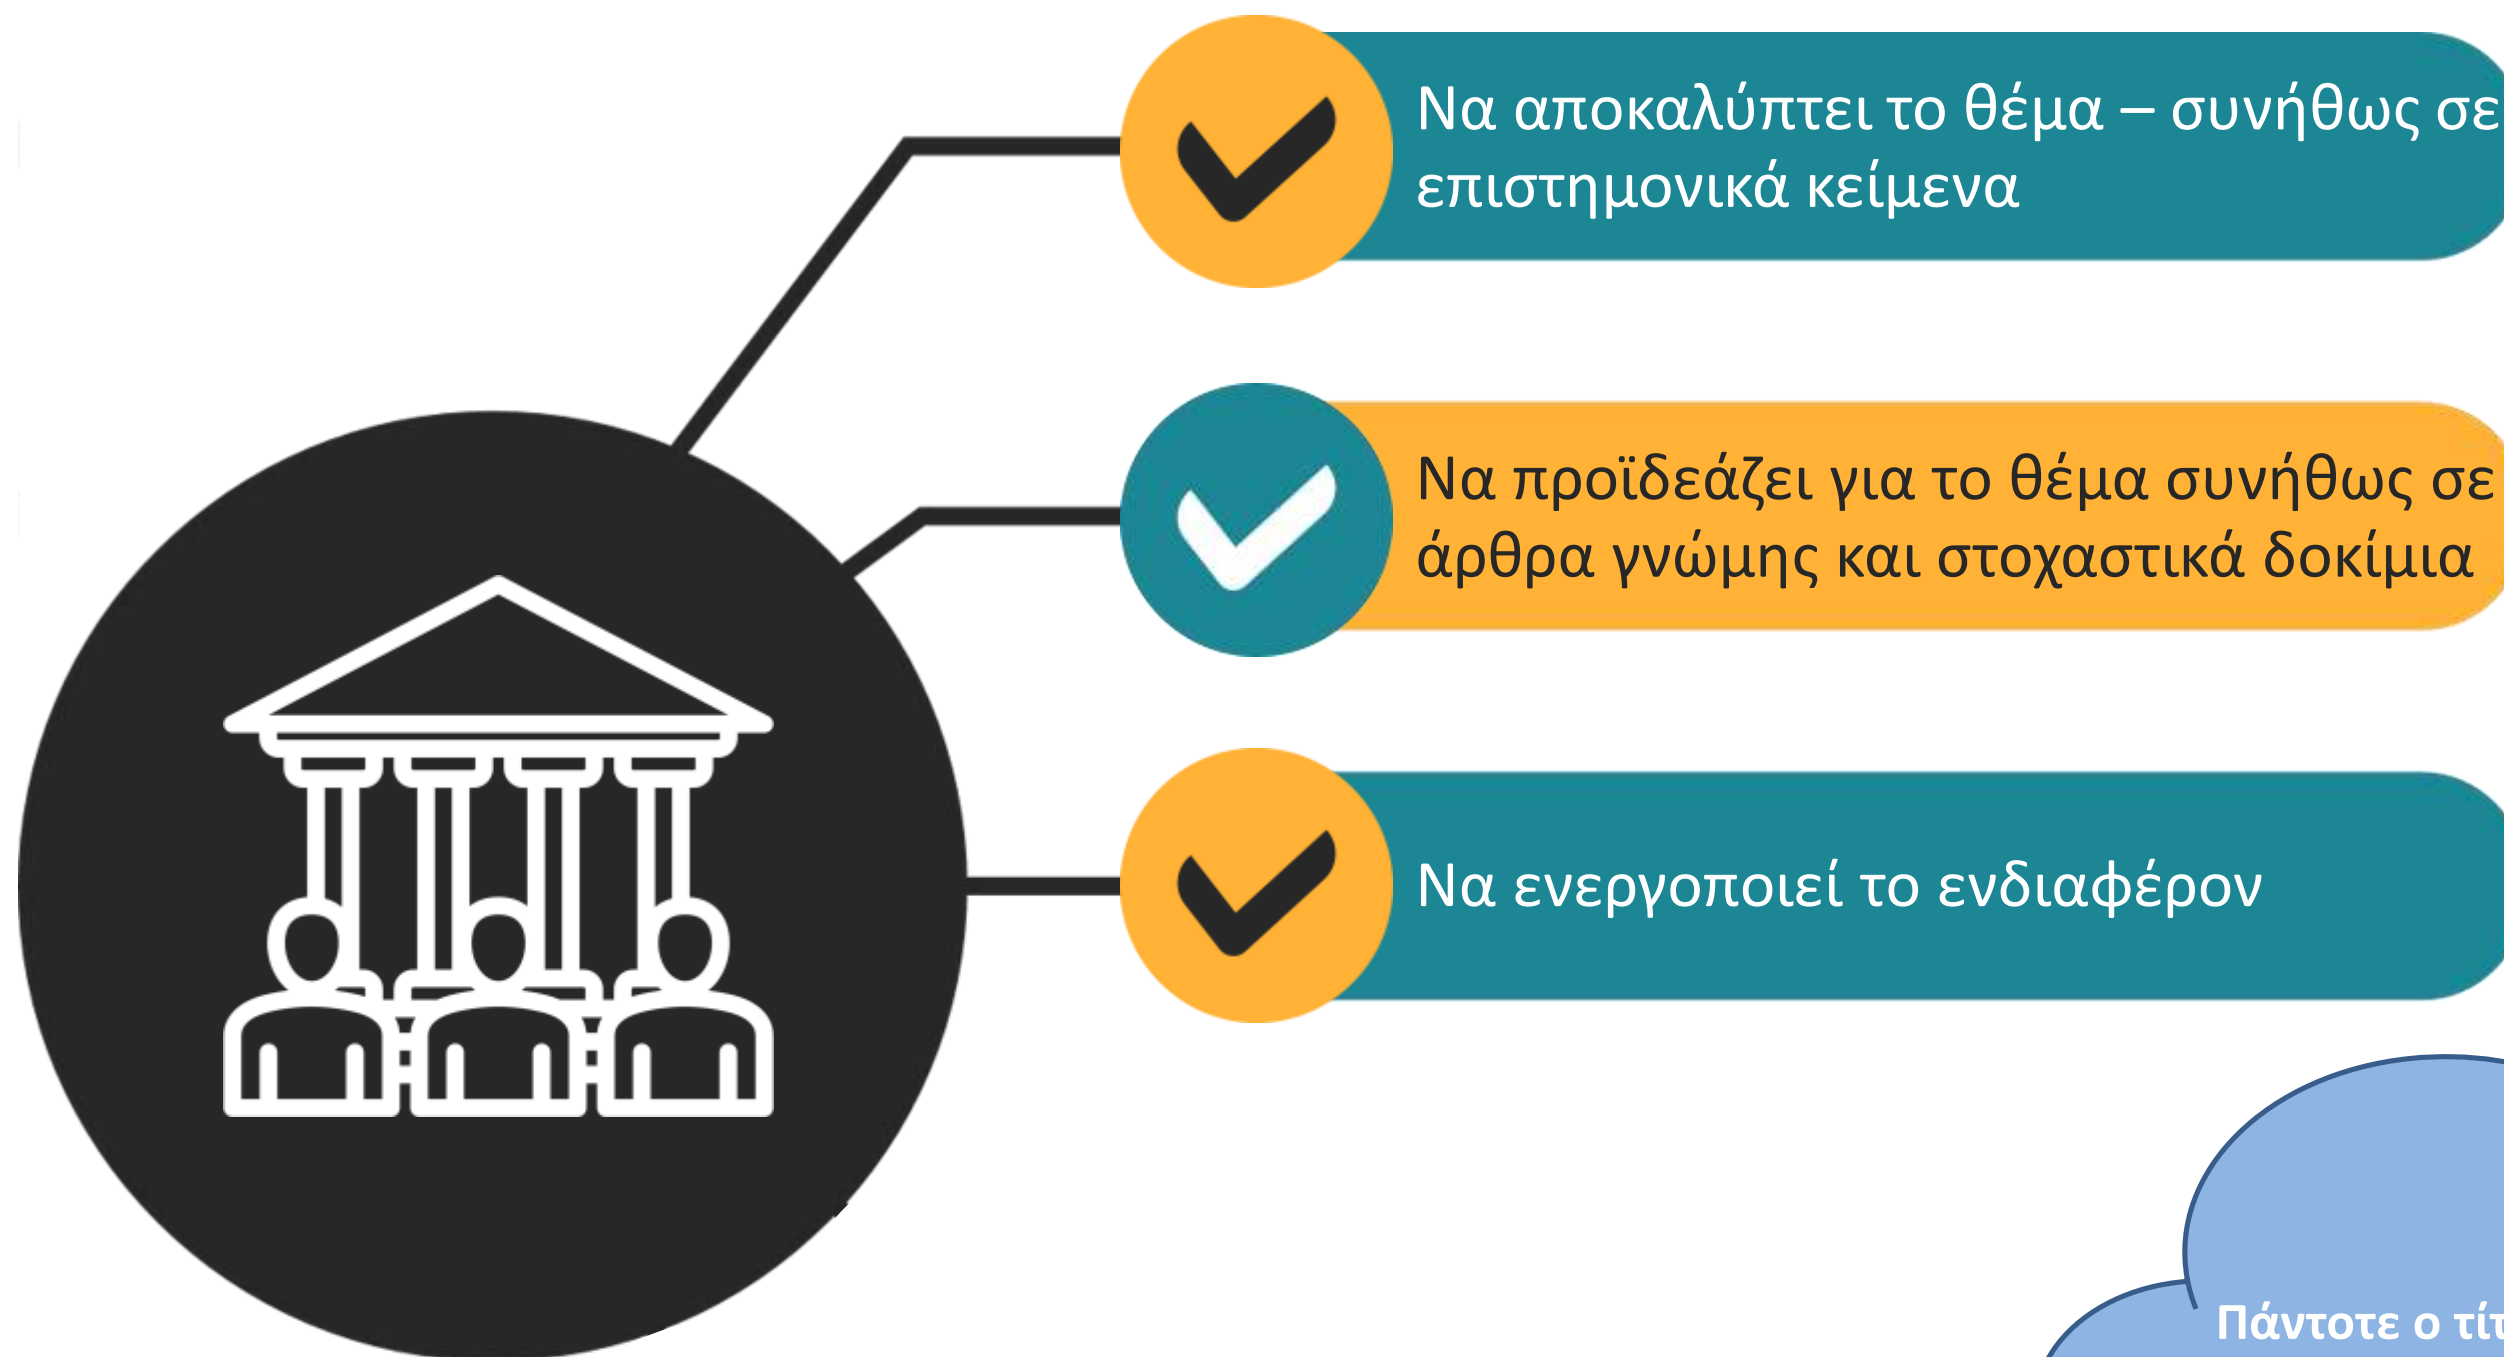 Να αποκαλύπτει το θέμα – συνήθως σε
επιστημονικά κείμενα
Να προϊδεάζει για το θέμα συνήθως σε
άρθρα γνώμης και στοχαστικά δοκίμια
Να ενεργοποιεί το ενδιαφέρον
Πάντοτε ο